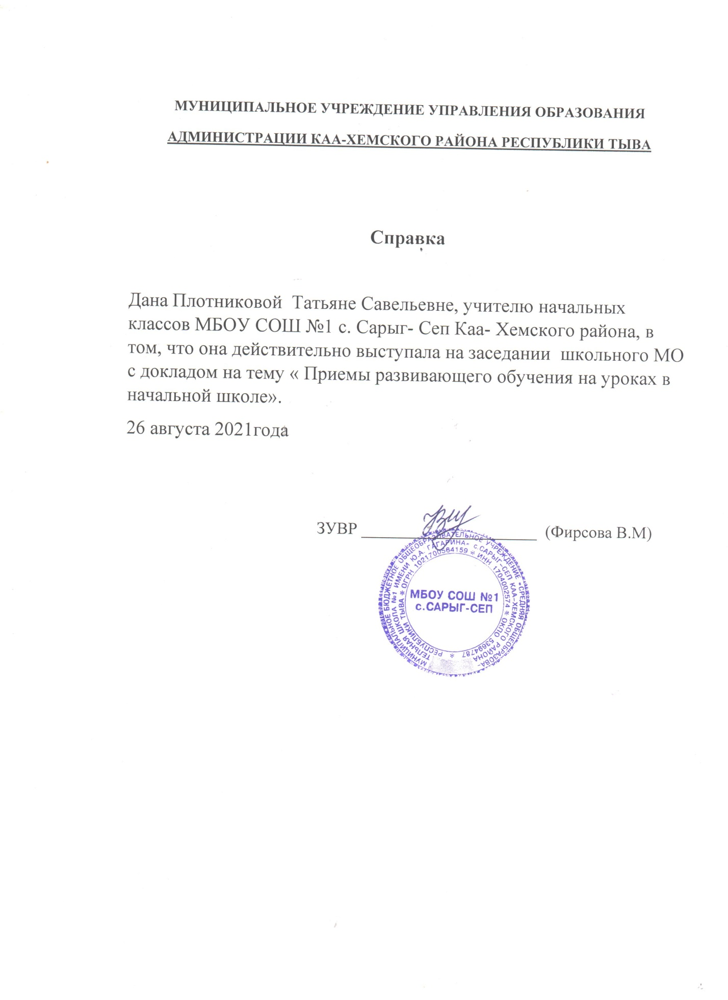 МУНИЦИПАЛЬНОЕ УЧРЕЖДЕНИЕ УПРАВЛЕНИЯ ОБРАЗОВАНИЯ
АДМИНИСТРАЦИИ КАА-ХЕМСКОГО РАЙОНА РЕСПУБЛИКИ ТЫВА
Справка
Дана Плотниковой  Татьяне Савельевне, учителю начальных
классов МБОУ СОШ №1 с. Сарыг- Сеп Каа- Хемского района, в
том, что она действительно выступала на заседании  школьного МО
с докладом на тему « Приемы развивающего обучения на уроках в
начальной школе».
26 августа 2021года
ЗУВР ____________________ (Фирсова В.М)
МУНИЦИПАЛЬНОЕ БЮДЖЕТНОЕ ОБЩЕОБРАЗОВАТЕЛЬНОЕ УЧРЕЖДЕНИЕ «СРЕДНЯЯ ОБЩЕОБРАЗОВА-
ТЕЛЬНАЯ ШКОЛА №1 ИМЕНИ Ю.А. ГАГАРИНА» с.САРЫГ-СЕП КАА-ХЕМСКОГО РАЙОНА
РЕСПУБЛИКИ ТЫВА * ОГРН 1021700564159 * ИНН 1704002574 * ОКПО 53694787 *
МБОУ СОШ №1
с.САРЫГ-СЕП